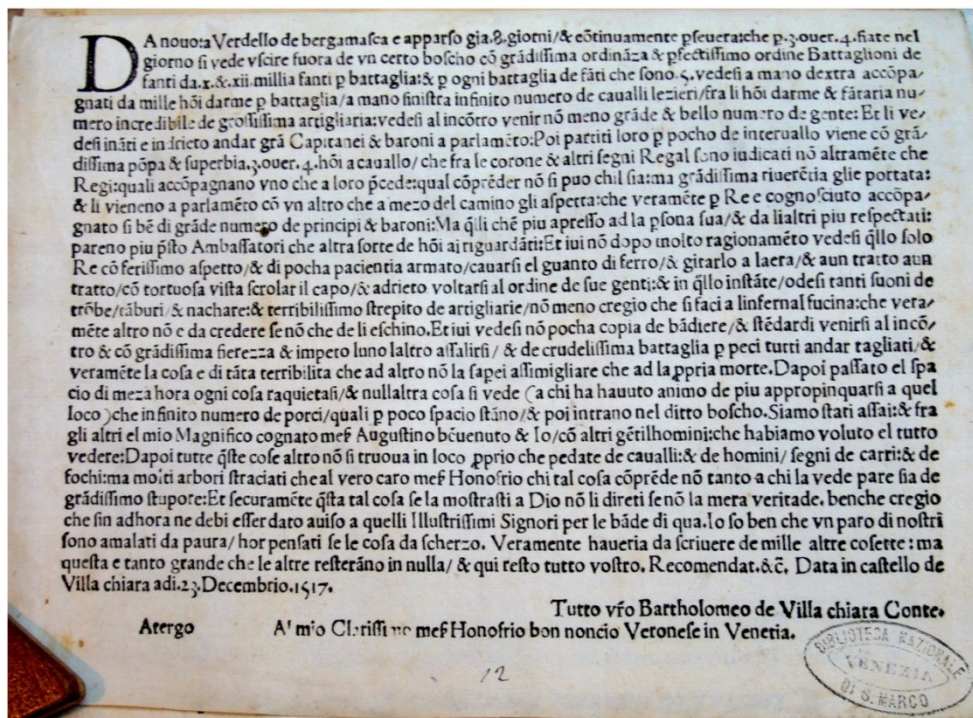 DA nouo: a Verdello de bergamasca e apparso gia.8.giorni/& cõtinuamente pseuera:che p.3.ouer.4.fiate nel
giorno si vede vscire fuora de vn certo boscho cõ grãdissima ordinãza & pfectissimo ordine Battaglioni de
fanti da.x.& .xii.millia fanti p battaglia:& p ogni battaglia de fãti che sono.5.vedesi a mano dextra accõpa-
gnati da mille hõi darme p battaglia/a mano sinistra infinito numero de caualli lezieri/fra li hõi darme & fãtaria nu-
mero incredibile de grossissima artigliaria:vedesi al incõtro venir nõ meno grãde & bello numero de gente:Et li ve-
desi inãti e indrieto andar grã Capitanei & baroni a parlamẽto:Poi partiti loro p pocho de interuallo viene cõ grã-
dissima põpa & superbia.3.ouer.4.hõi a cauallo/che fra le corone & altri segni Regal sono iudicati nõ altramẽte che
Regi:quali accõpagnano vno che a loro pcede:qual cõprẽder nõ si puo chil sia:ma grãdissima riuerẽtia glie portata:
& li vieneno a parlamẽto cõ vn altro che a mezo del camino gli aspetta:che veramẽte p Re e cognosciuto accõpa-
gnato si bẽ di grãde numero de principi & baroni:Ma q̃li chẽ piu apresso ad la psona sua/& da lialtri piu respectati:
pareno piu p̃sto Ambassatori che altra sorte de hõi ai riguardãti:Et iui nõ dopo molto ragionamẽto vedesi q̃llo solo
Re cõ ferissimo aspetto/& di pocha pacientia armato/cauarsi el guanto di ferro/& gitarlo a laera/& aun tratto aun
tratto/cõ tortuosa vista scrolar il capo/& adrieto voltarsi al ordine de sue genti:& in q̃llo instãte/odesi tanti suoni de
trõbe/tãburi/& nachare:& terribilissimo strepito de artigliarie/nõ meno cregio che si faci a linfernal fucina:che vera-
mẽte altro nõ e da credere se nõ che de li eschino.Et iui vedesi nõ pocha copia de bãdiere/& stẽdardi venirsi al incõ-
tro & cõ grãdissima fierezza & impeto luno laltro assalirsi/& de crudelissima battaglia p peci tutti andar tagliati/&
veramẽte la cosa e di tãta terribilita che ad altro nõ la sapei assimigliare che ad la ꝓpria morte.Dapoi passato el spa
cio di meza hora ogni cosa raquietasi/& nullaltra cosa si vede (a chi ha hauuto animo de piu appropinquarsi a quel
loco)che infinito numero de porci/quali p poco spacio stãno/& poi intrano nel ditto boscho.Siamo stati assai:& fra
gli altri el mio Magnifico cognato mes Augustino bẽuenuto & Io/cõ altri gẽtilhomini:che habiamo voluto el tutto
vedere:Dapoi tutte q̃ste cose altro nõ si truoua in loco ꝓprio che pedate de caualli:& de homini/segni de carri:& de
fochi:ma molti arbori straciati che al vero caro mes Honofrio chi tal cosa cõprẽde nõ tanto a chi la vede pare sia de
grãdissimo stupore:Et securamẽte q̃sta tal cosa se la mostrasti a Dio nõ li direti se nõ la mera veritade. benche cregio
che sin adhora ne debi esser dato auiso a quelli Illustrissimi Signori per le bãde di qua.Io so ben che vn paro di nostri
sono amalati da paura/hor pensati se le cosa da scherzo. Veramente haueria da scriuere de mille altre cosette : ma
questa e tanto grande che le altre resterãno in nulla/& qui resto tutto vostro. Recomendat.&c̃. Data in castello de
Villa chiara adi.23.Decembrio.1517.
Tutto vr̃o Bartholomeo de Villa chiara Conte.
Atergo A' mio Clarissimo mes Honofrio bon noncio Veronese in Venetia.
12
BIBLIOTECA NAZIONALE
VENEZIA
DI S. MARCO